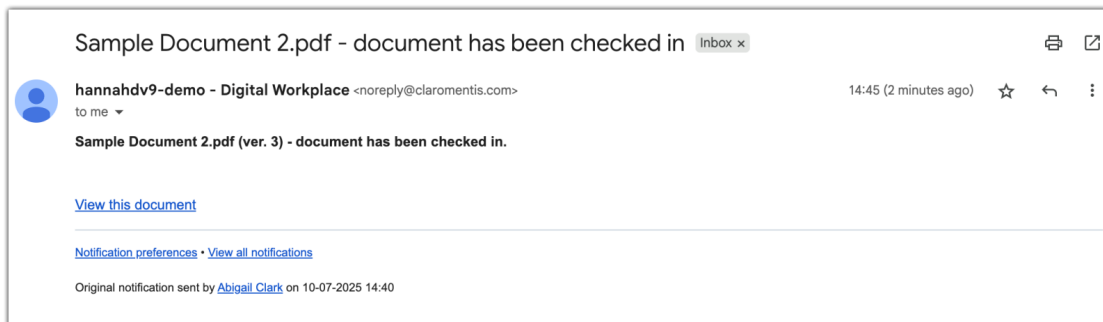 Sample Document 2.pdf - document has been checked in Inbox ×
hannahdv9-demo - Digital Workplace <noreply@claromentis.com> 14:45 (2 minutes ago)
to me
Sample Document 2.pdf (ver. 3) - document has been checked in.
View this document
Notification preferences • View all notifications
Original notification sent by Abigail Clark on 10-07-2025 14:40